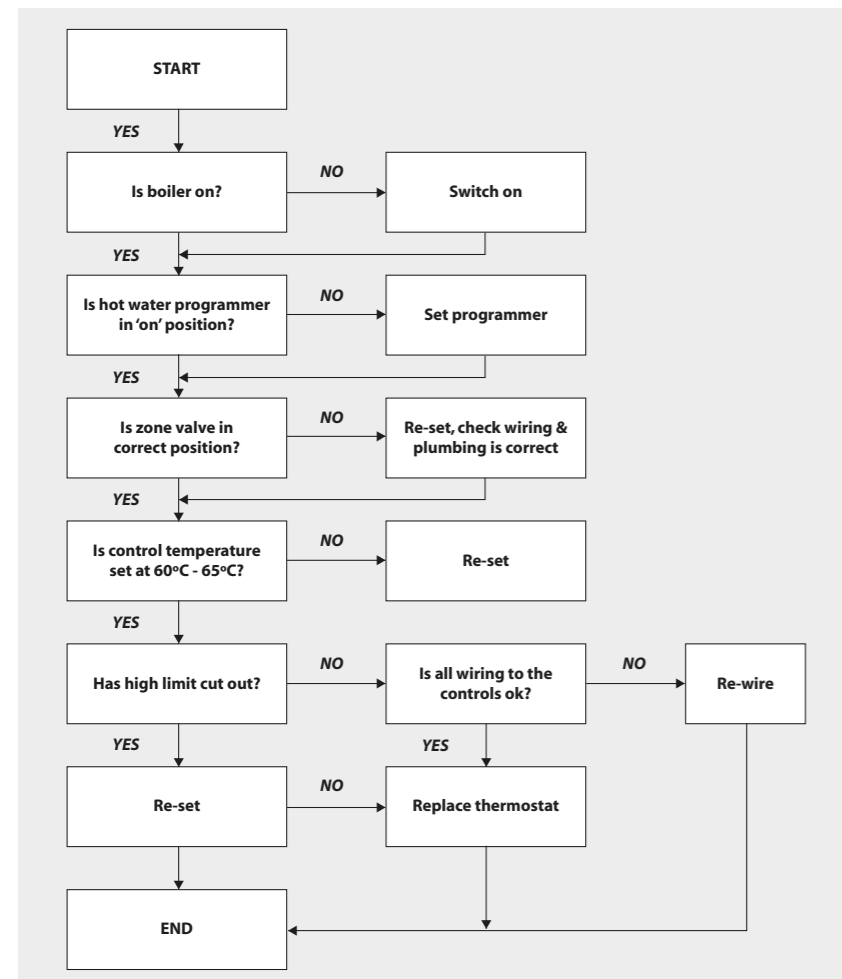 START
YES
Is boiler on?
NO
Switch on
YES
Is hot water programmer
in ‘on’ position?
NO
Set programmer
YES
Is zone valve in
correct position?
NO
Re-set, check wiring &
plumbing is correct
YES
Is control temperature
set at 60ºC - 65ºC?
NO
Re-set
YES
Has high limit cut out?
NO
Is all wiring to the
controls ok?
NO
Re-wire
YES
YES
Re-set
NO
Replace thermostat
END